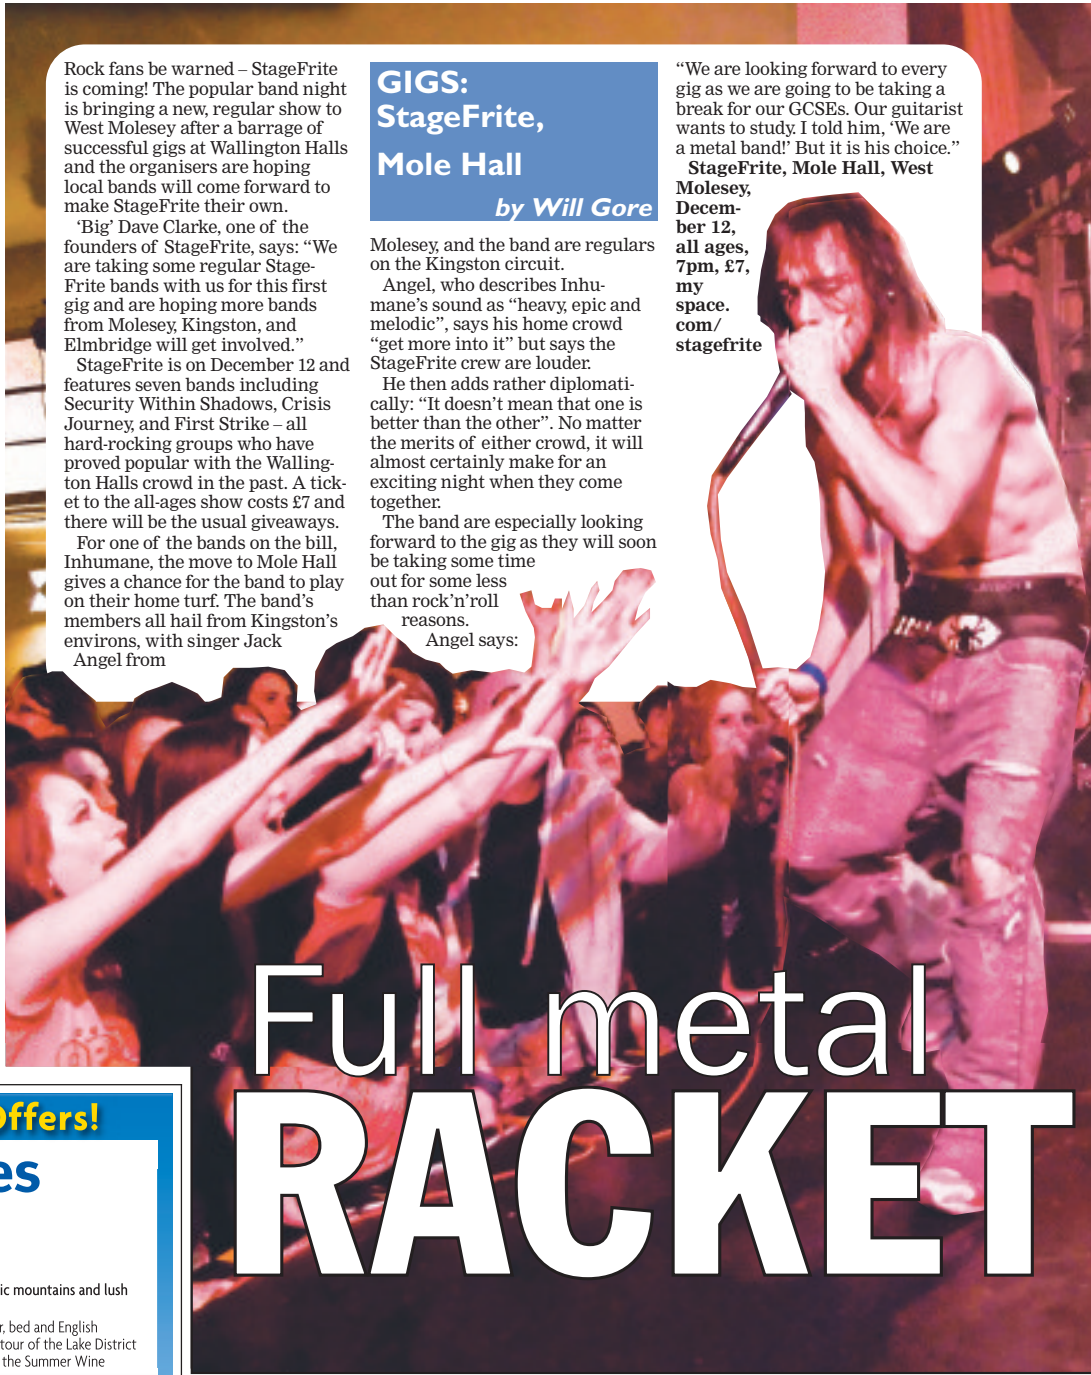 Rock fans be warned – StageFrite
is coming! The popular band night
is bringing a new, regular show to
West Molesey after a barrage of
successful gigs at Wallington Halls
and the organisers are hoping
local bands will come forward to
make StageFrite their own.
‘Big’ Dave Clarke, one of the
founders of StageFrite, says: “We
are taking some regular Stage-
Frite bands with us for this first
gig and are hoping more bands
from Molesey, Kingston, and
Elmbridge will get involved.”
StageFrite is on December 12 and
features seven bands including
Security Within Shadows, Crisis
Journey, and First Strike – all
hard-rocking groups who have
proved popular with the Walling-
ton Halls crowd in the past. A tick-
et to the all-ages show costs £7 and
there will be the usual giveaways.
For one of the bands on the bill,
Inhumane, the move to Mole Hall
gives a chance for the band to play
on their home turf. The band’s
members all hail from Kingston’s
environs, with singer Jack
Angel from
GIGS:
StageFrite,
Mole Hall
by Will Gore
Molesey, and the band are regulars
on the Kingston circuit.
Angel, who describes Inhu-
mane’s sound as “heavy, epic and
melodic”, says his home crowd
“get more into it” but says the
StageFrite crew are louder.
He then adds rather diplomati-
cally: “It doesn’t mean that one is
better than the other”. No matter
the merits of either crowd, it will
almost certainly make for an
exciting night when they come
together.
The band are especially looking
forward to the gig as they will soon
be taking some time
out for some less
than rock’n’roll
reasons.
Angel says:
“We are looking forward to every
gig as we are going to be taking a
break for our GCSEs. Our guitarist
wants to study. I told him, ‘We are
a metal band!’ But it is his choice.”
StageFrite, Mole Hall, West
Molesey,
Decem-
ber 12,
all ages,
7pm, £7,
my
space.
com/
stagefrite
Full metal
RACKET
Offers!
es
ic mountains and lush
r, bed and English
tour of the Lake District
the Summer Wine